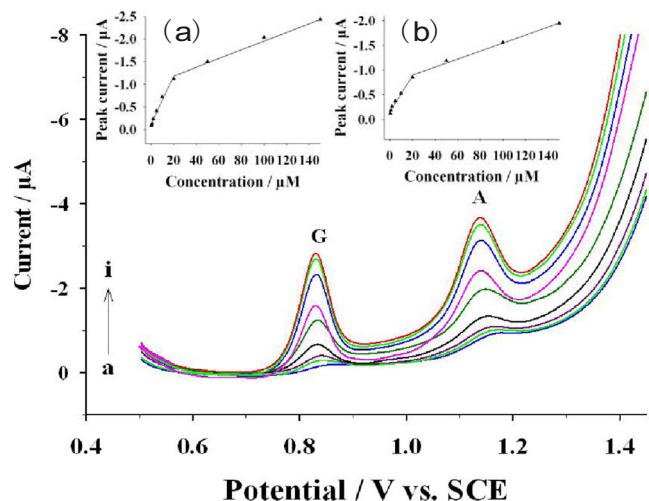 (a)
-2.5
-2.0
-1.5
-1.0
-0.5
0.0
Peak current / µA
0 20 40 60 80 100 120 140
Concentration / µM
(b)
-2.0
-1.5
-1.0
-0.5
0.0
Peak current / µA
0 20 40 60 80 100 120 140
Concentration / µM
-8
-6
-4
-2
0
Current / µA
G
A
i
a
0.4 0.6 0.8 1.0 1.2 1.4
Potential / V vs. SCE